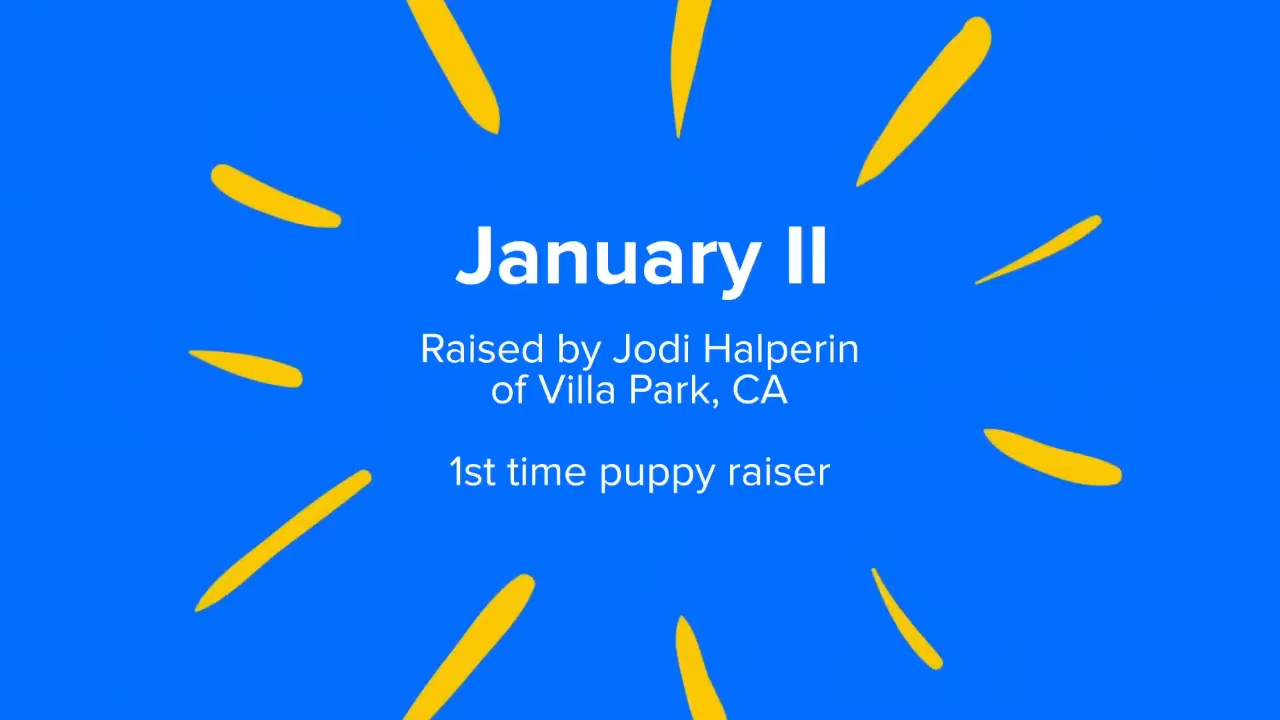 January II
Raised by Jodi Halperin
of Villa Park, CA
1st time puppy raiser